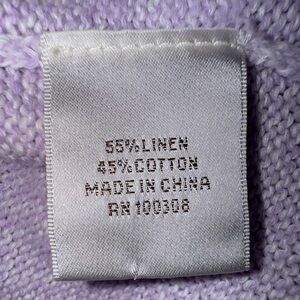 55% LINEN
45% COTTON
MADE IN CHINA
RN 100308